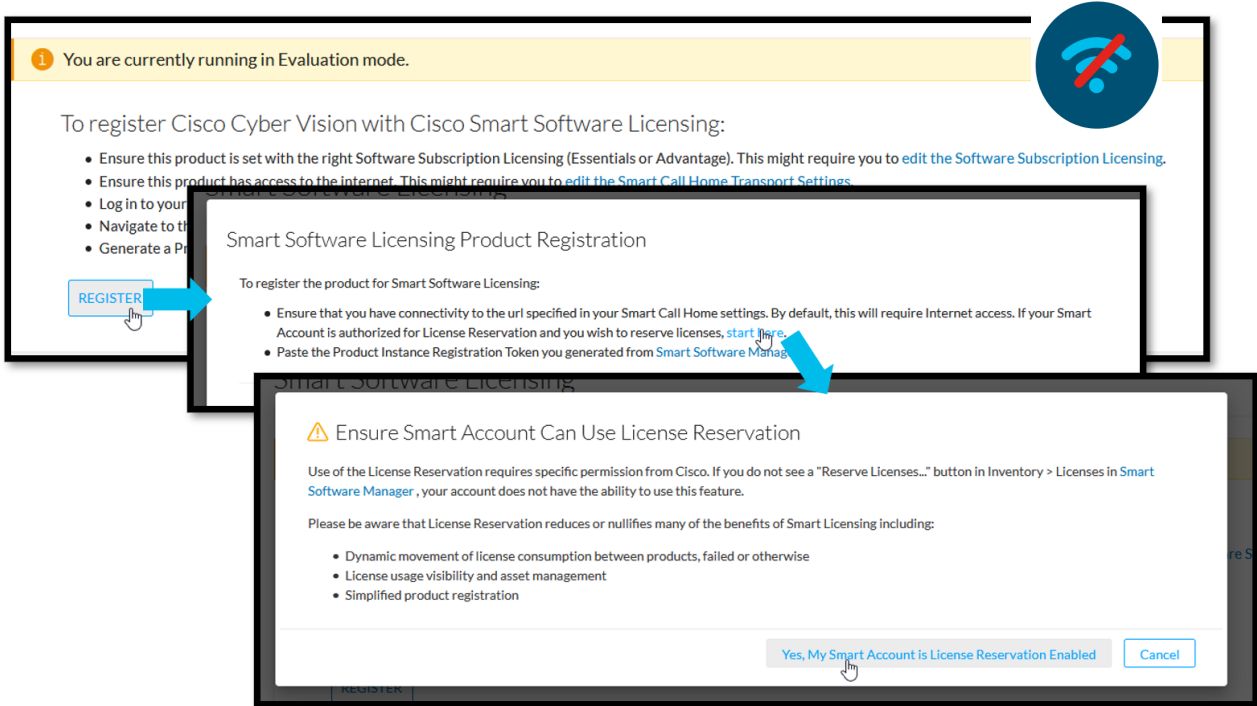 You are currently running in Evaluation mode.
To register Cisco Cyber Vision with Cisco Smart Software Licensing:
• Ensure this product is set with the right Software Subscription Licensing (Essentials or Advantage). This might require you to edit the Software Subscription Licensing.
• Ensure this product has access to the internet. This might require you to edit the Smart Call Home Transport Settings.
• Log in to your
• Navigate to
• Generate a
REGISTER
Smart Software Licensing
Smart Software Licensing Product Registration
To register the product for Smart Software Licensing:
• Ensure that you have connectivity to the url specified in your Smart Call Home settings. By default, this will require Internet access. If your Smart
Account is authorized for License Reservation and you wish to reserve licenses, start here.
• Paste the Product Instance Registration Token you generated from Smart Software
Smart Software Licensing
Ensure Smart Account Can Use License Reservation
Use of the License Reservation requires specific permission from Cisco. If you do not see a "Reserve Licenses..." button in Inventory > Licenses in Smart
Software Manager , your account does not have the ability to use this feature.
Please be aware that License Reservation reduces or nullifies many of the benefits of Smart Licensing including:
• Dynamic movement of license consumption between products, failed or otherwise
• License usage visibility and asset management
• Simplified product registration
Yes, My Smart Account is License Reservation Enabled
Cancel
REGISTER